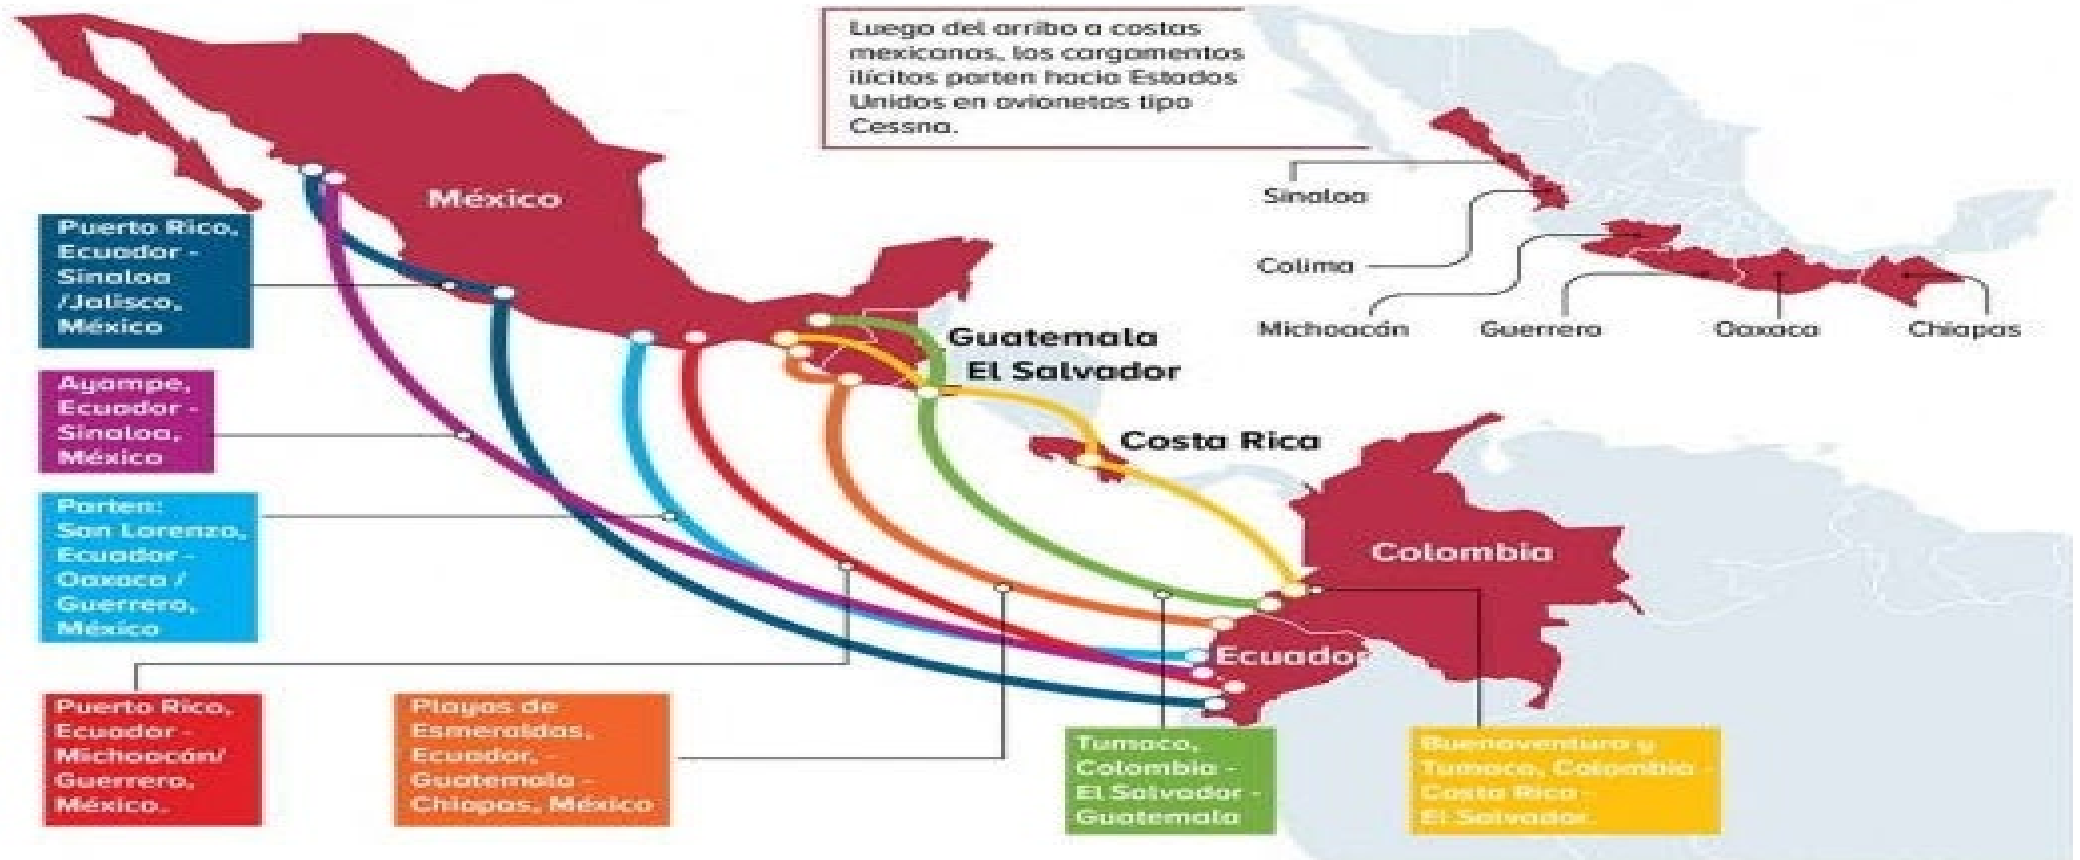 Luego del arribo a costas
mexicanas, los cargamentos
ilícitos parten hacia Estados
Unidos en avionetas tipo
Cessna.
México
Sinaloa
Colima
Michoacán
Guerrero
Oaxaca
Chiapas
Puerto Rico,
Ecuador -
Sinaloa
/Jalisco,
México
Guatemala
El Salvador
Ayampe,
Ecuador -
Sinaloa,
México
Costa Rica
Parten:
San Lorenzo,
Ecuador -
Oaxaca /
Guerrero,
México
Colombia
Ecuador
Puerto Rico,
Ecuador -
Michoacán/
Guerrero,
México.
Playas de
Esmeraldas,
Ecuador, -
Guatemala -
Chiapas, México
Tumaco,
Colombia -
El Salvador -
Guatemala
Buenaventura y
Tumaco, Colombia -
Costa Rica -
El Salvador.